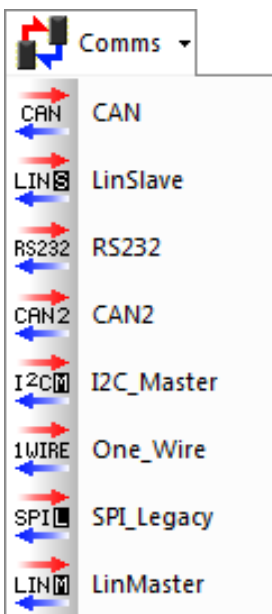 Comms
CAN CAN
LIN S LinSlave
RS232 RS232
CAN2 CAN2
I²C M I2C_Master
1WIRE One_Wire
SPI L SPI_Legacy
LIN M LinMaster